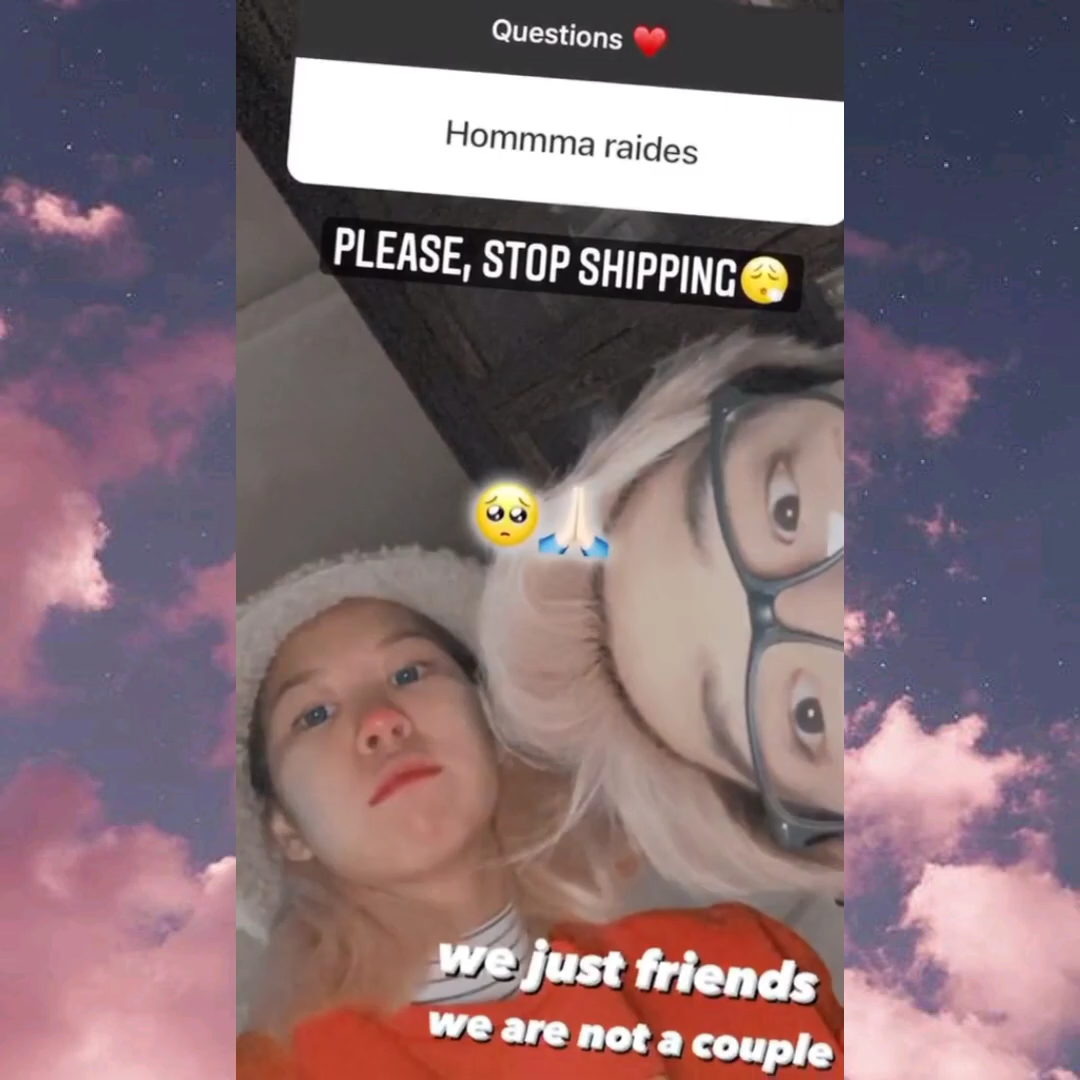 Questions ❤️
Hommma raides
PLEASE, STOP SHIPPING😮‍💨
🥺🙏🏻
we just friends
we are not a couple